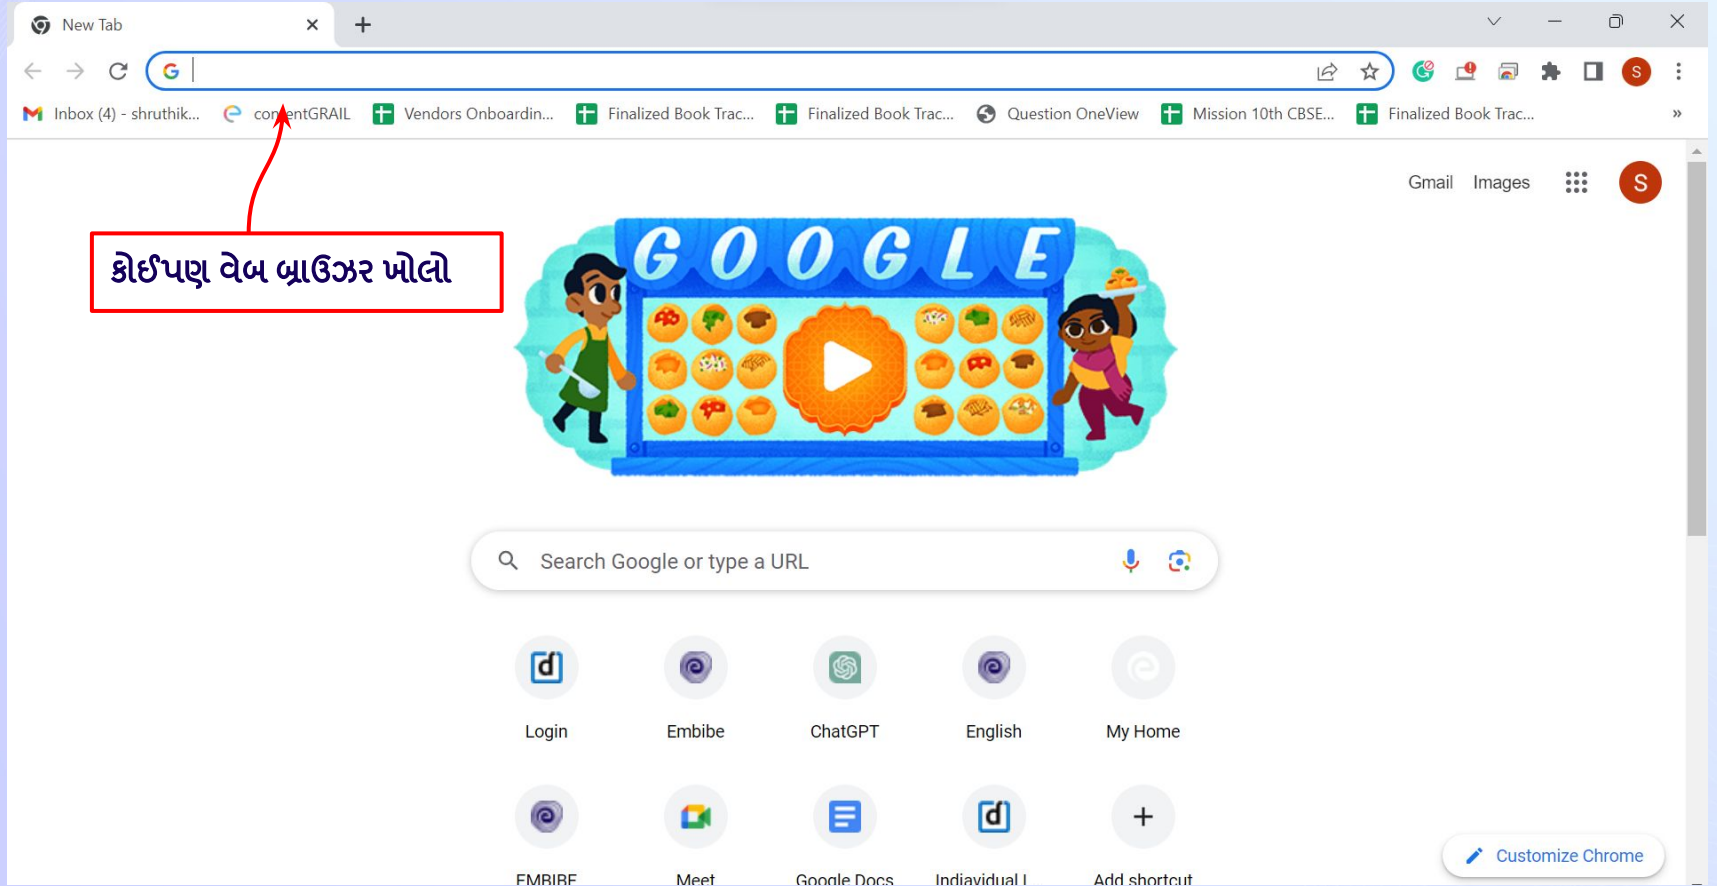 New Tab
Inbox (4) - shruthik...
contentGRAIL
Vendors Onboardin...
Finalized Book Trac...
Finalized Book Trac...
Question OneView
Mission 10th CBSE...
Finalized Book Trac...
Gmail Images
S
S
કોઈપણ વેબ બ્રાઉઝર ખોલો
GOOGLE
Search Google or type a URL
Login
Embibe
ChatGPT
English
My Home
EMBIBE
Meet
Google Docs
Indiavidual L
Add shortcut
Customize Chrome